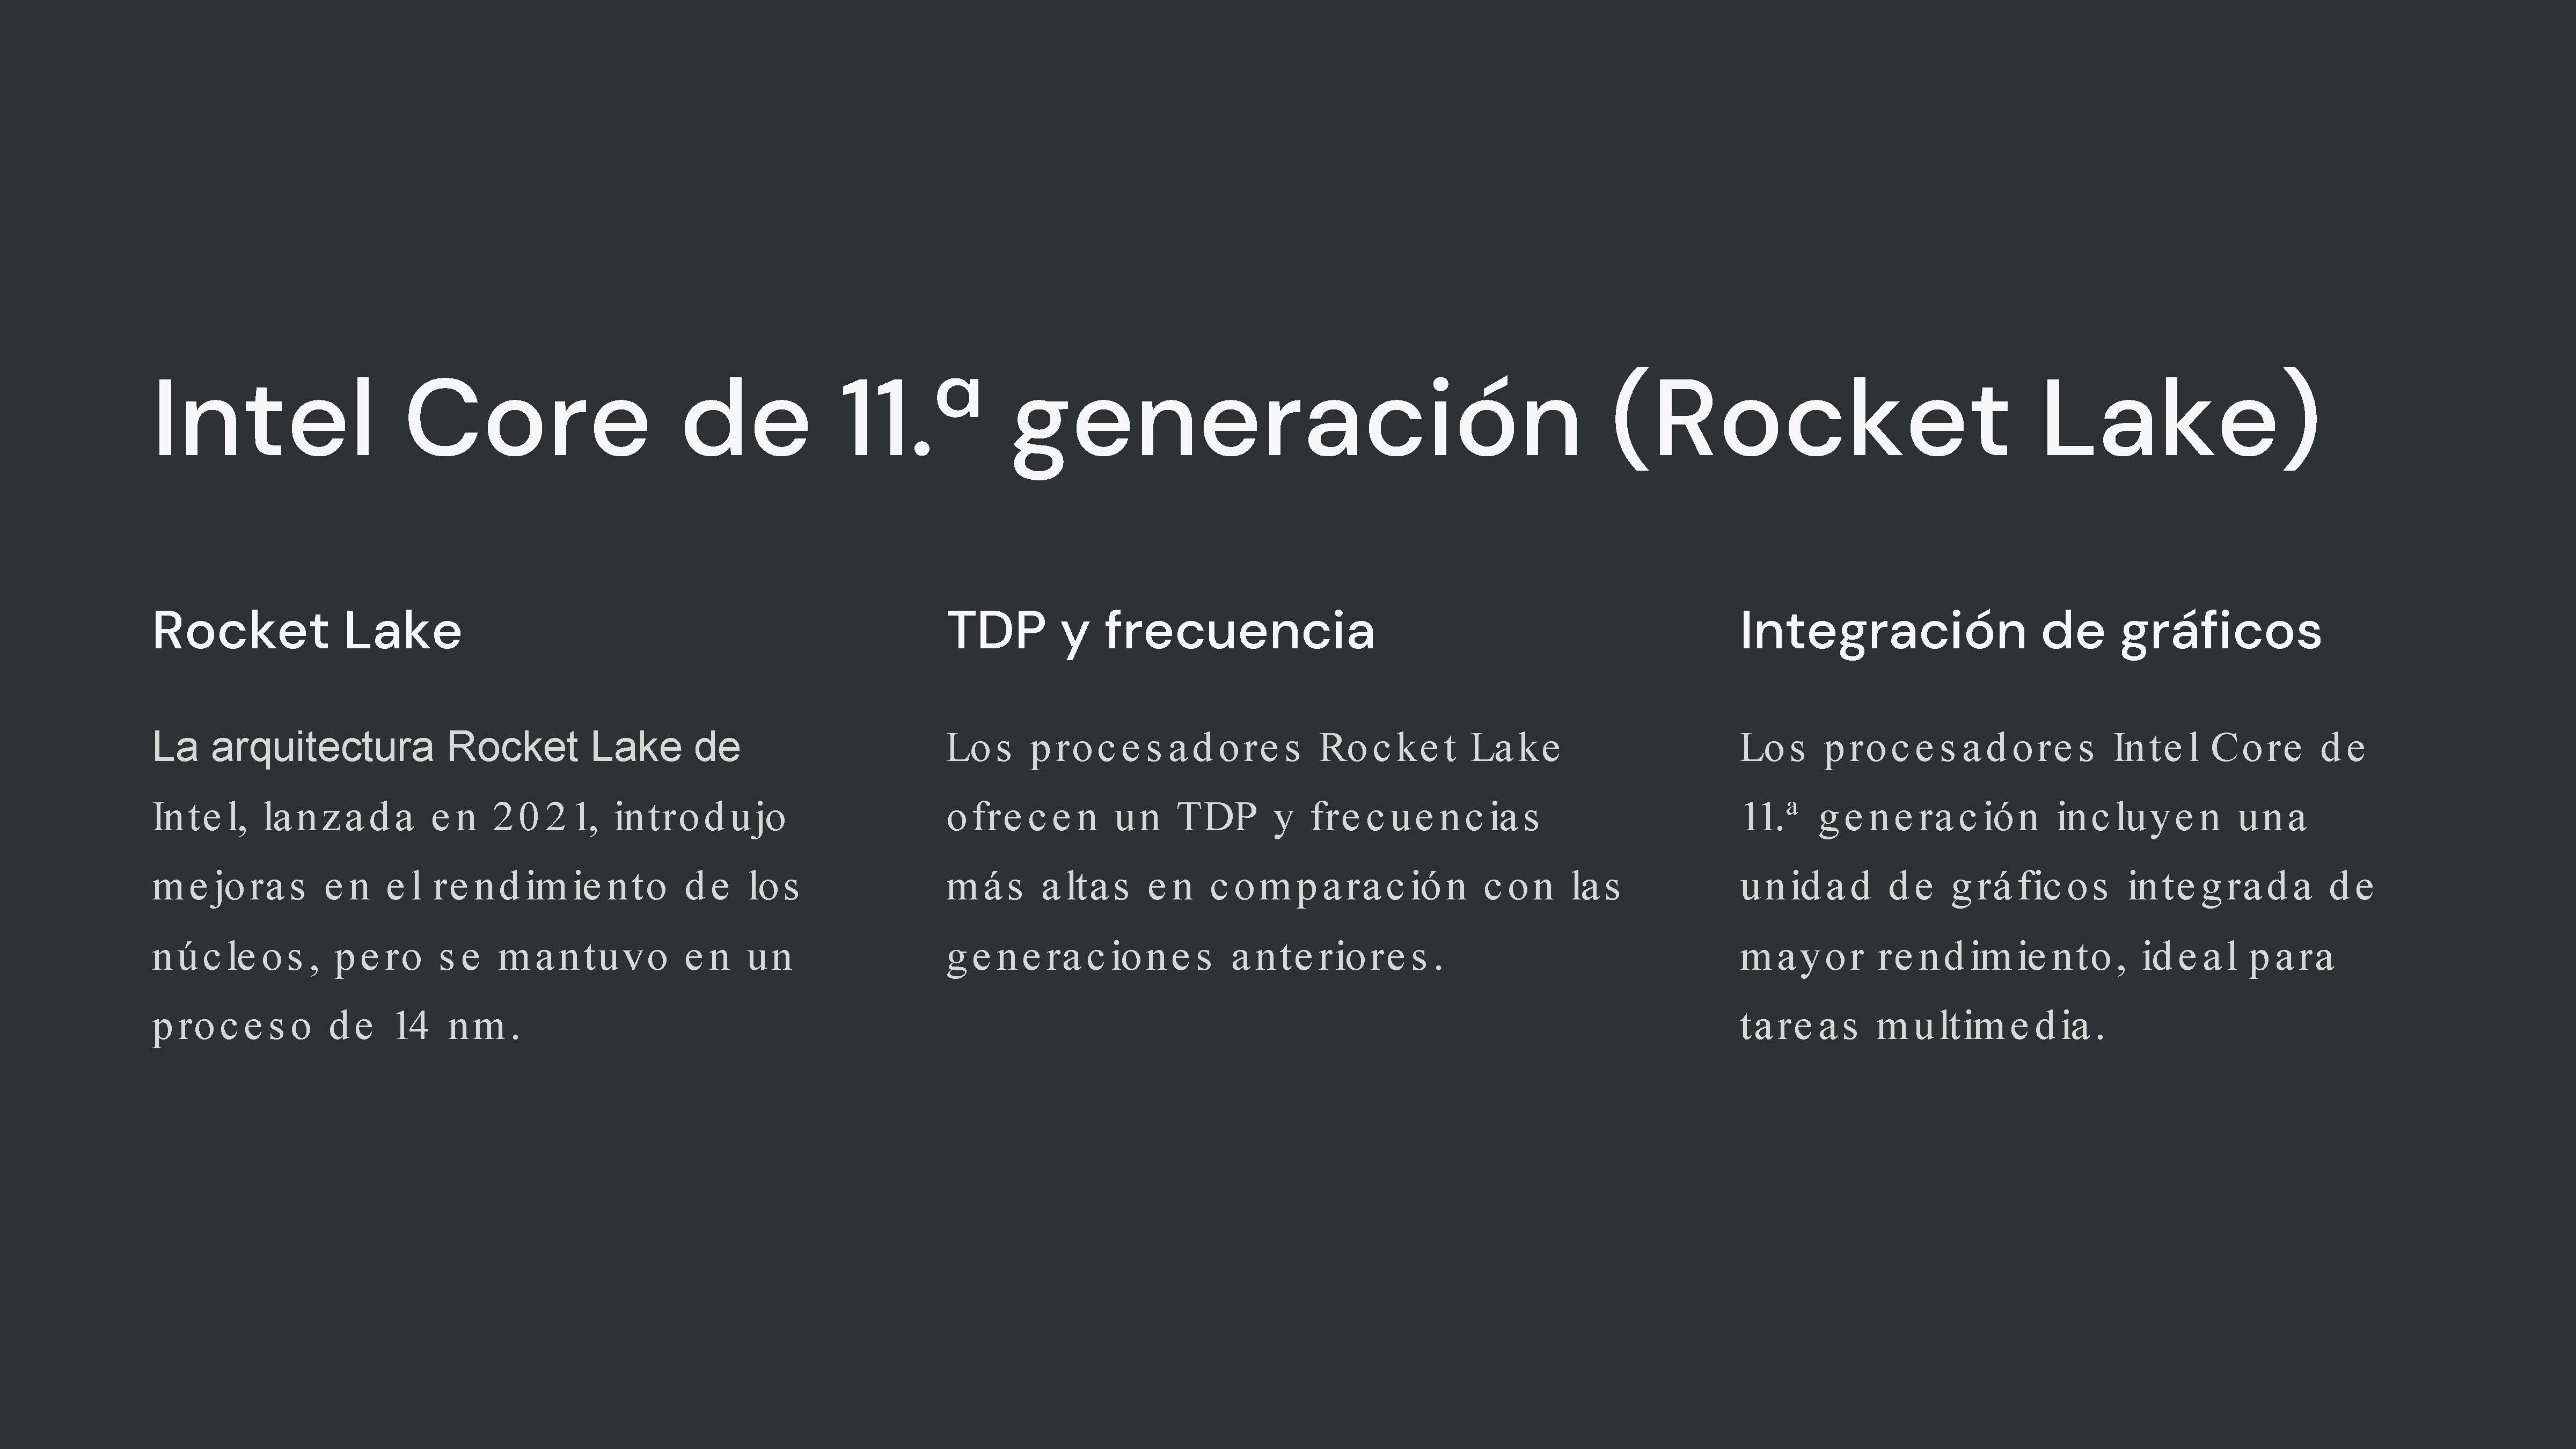 Intel Core de 11.ª generación (Rocket Lake)
Rocket Lake
La arquitectura Rocket Lake de
Intel, lanzada en 2021, introdujo
mejoras en el rendimiento de los
núcleos, pero se mantuvo en un
proceso de 14 nm.
TDP y frecuencia
Los procesadores Rocket Lake
ofrecen un TDP y frecuencias
más altas en comparación con las
generaciones anteriores.
Integración de gráficos
Los procesadores Intel Core de
11.ª generación incluyen una
unidad de gráficos integrada de
mayor rendimiento, ideal para
tareas multimedia.